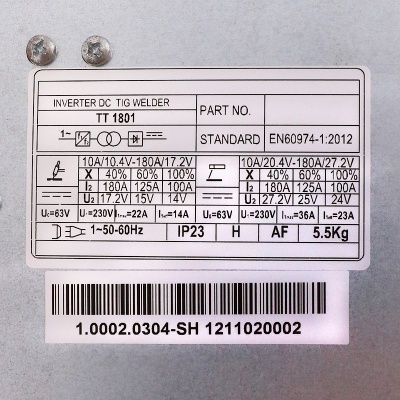 INVERTER DC TIG WELDER
TT 1801
PART NO.
1~
STANDARD EN60974-1:2012
10A/10.4V-180A/17.2V 10A/20.4V-180A/27.2V
X 40% 60% 100% X 40% 60% 100%
I2 180A 125A 100A I2 180A 125A 100A
U2 17.2V 15V 14V U2 27.2V 25V 24V
U0=63V U1=230V I1max=22A I1eff=14A U0=63V U1=230V I1max=36A I1eff=23A
1~50-60Hz IP23 H AF 5.5Kg
1.0002.0304-SH 1211020002